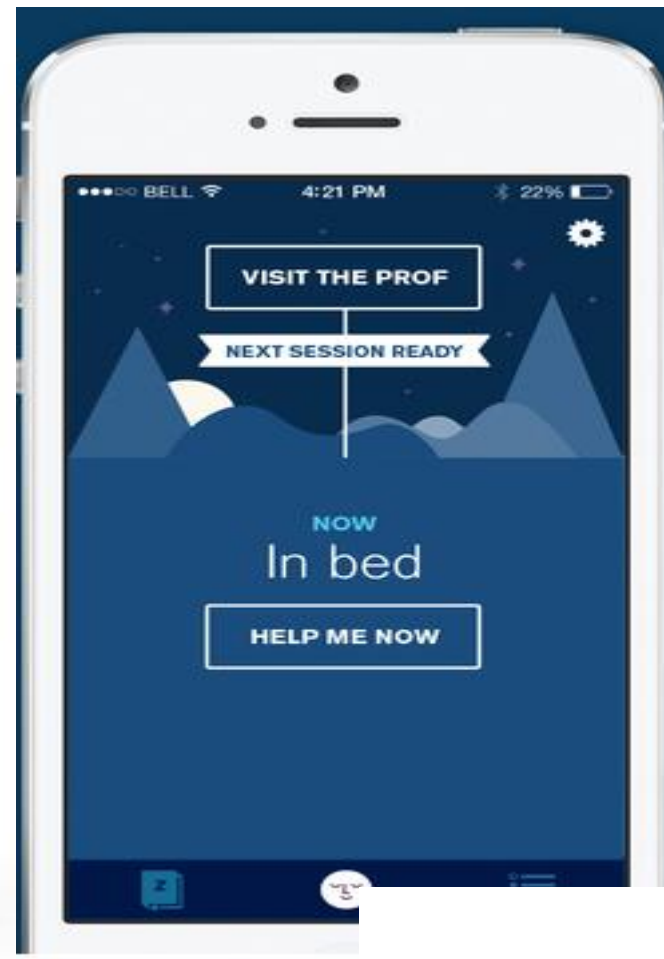 BELL 4:21 PM 22%
VISIT THE PROF
NEXT SESSION READY
NOW
In bed
HELP ME NOW
Z